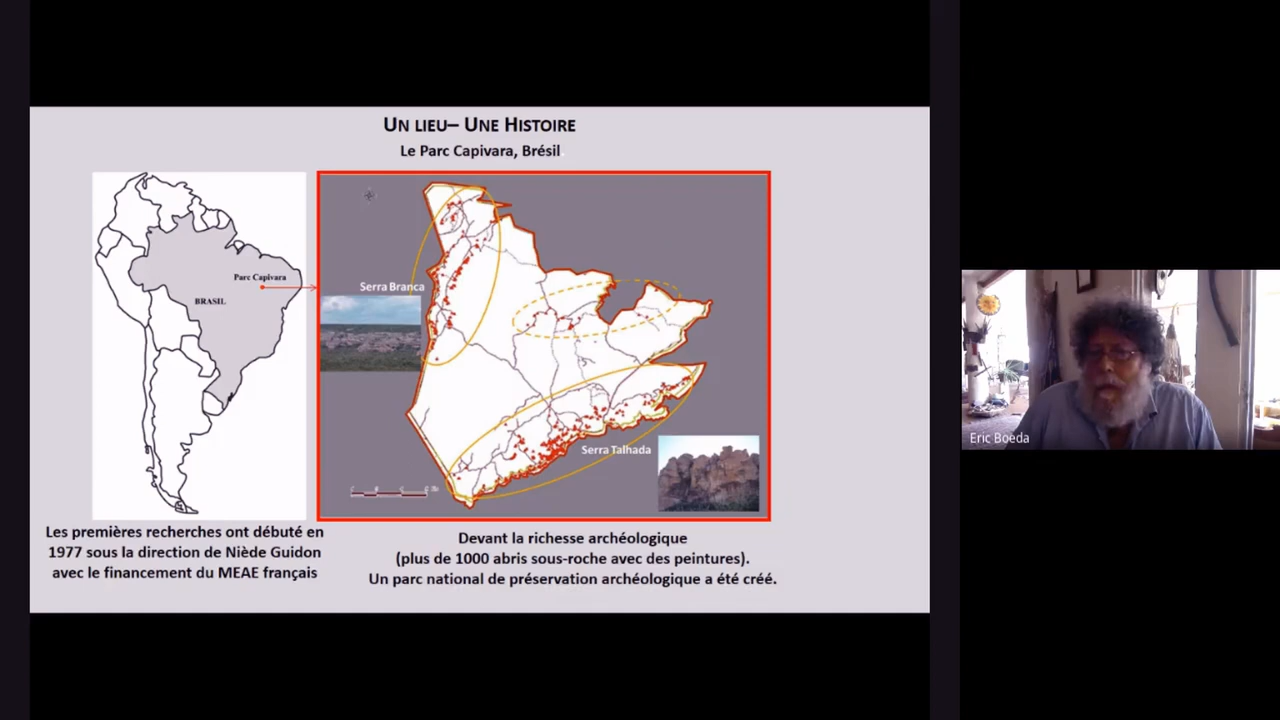 UN LIEU– UNE HISTOIRE
Le Parc Capivara, Brésil.
Parc Capivara
BRASIL
Serra Branca
Serra Talhada
Les premières recherches ont débuté en
1977 sous la direction de Niède Guidon
avec le financement du MEAE français
Devant la richesse archéologique
(plus de 1000 abris sous-roche avec des peintures).
Un parc national de préservation archéologique a été créé.
Eric Boeda